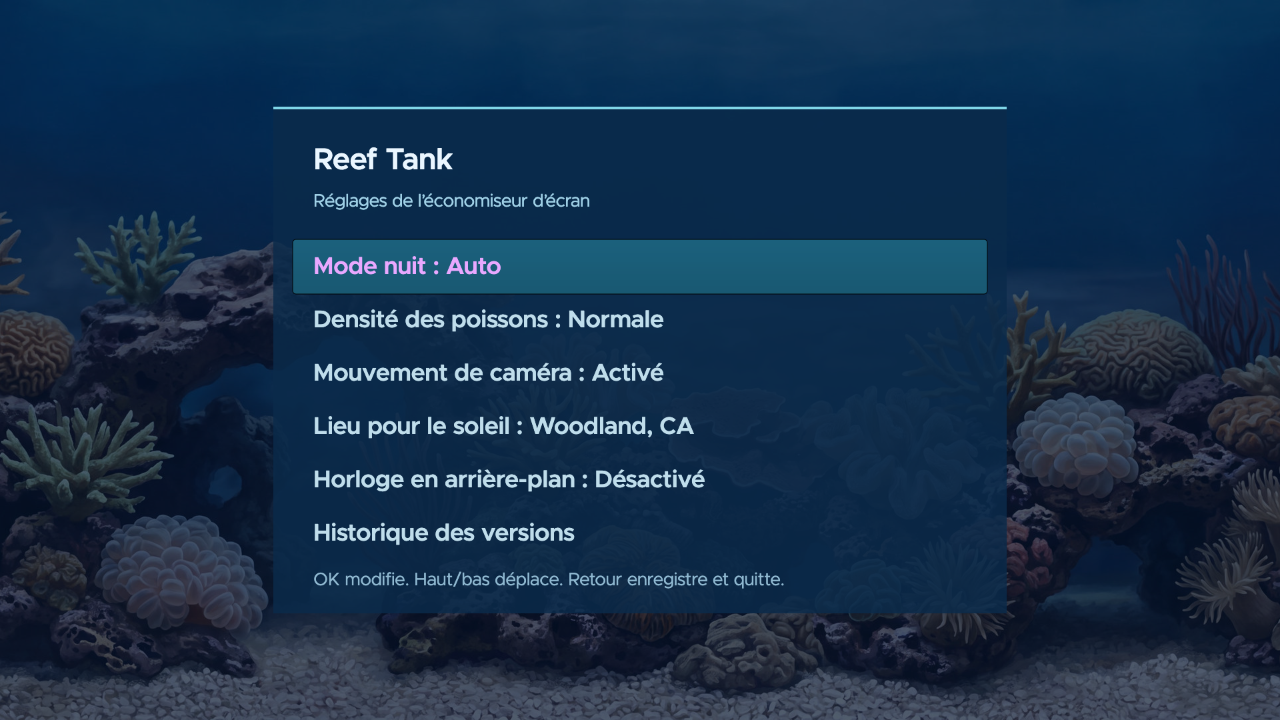 Reef Tank
Réglages de l'économiseur d'écran
Mode nuit : Auto
Densité des poissons : Normale
Mouvement de caméra : Activé
Lieu pour le soleil : Woodland, CA
Horloge en arrière-plan : Désactivé
Historique des versions
OK modifie. Haut/bas déplace. Retour enregistre et quitte.